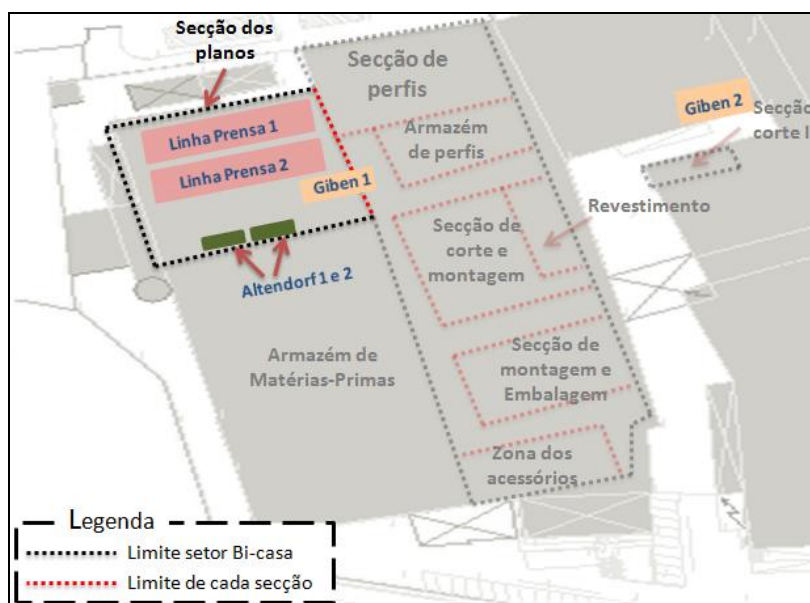 Secção dos
planos
Secção de
perfis
Linha Prensa 1
Linha Prensa 2
Giben 1
Armazém
de perfis
Giben 2
Secção
corte I
Revestimento
Secção de
corte e
montagem
Altendorf 1 e 2
Armazém de
Matérias-Primas
Secção de
montagem e
Embalagem
Zona dos
acessórios
Legenda
Limite setor Bi-casa
Limite de cada secção